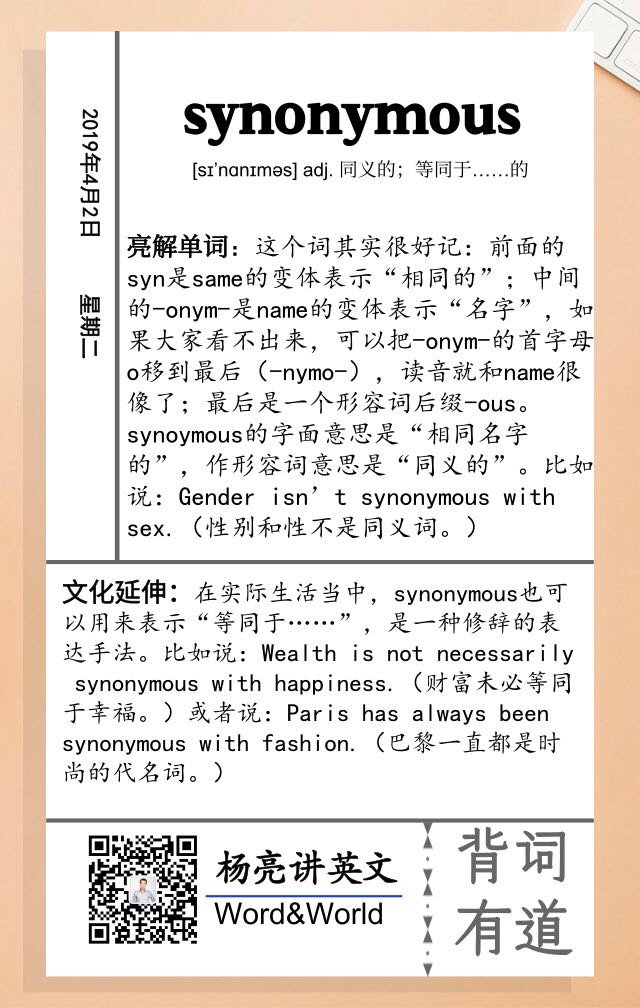 synonymous
[sɪ'nɑnɪməs] adj. 同义的；等同于……的
2019年4月2日 星期二
亮解单词：这个词其实很好记：前面的
syn是same的变体表示“相同的”；中间
的-onym-是name的变体表示“名字”，如
果大家看不出来，可以把-onym-的首字母
o移到最后（-nymo-），读音就和name很
像了；最后是一个形容词后缀-ous。
synoymous的字面意思是“相同名字
的”，作形容词意思是“同义的”。比如
说：Gender isn’t synonymous with
sex.（性别和性不是同义词。）
文化延伸：在实际生活当中，synonymous也可
以用来表示“等同于……”，是一种修辞的表
达手法。比如说：Wealth is not necessarily
synonymous with happiness.（财富未必等同
于幸福。）或者说：Paris has always been
synonymous with fashion.（巴黎一直都是时
尚的代名词。）
杨亮讲英文
Word&World
背词
有道